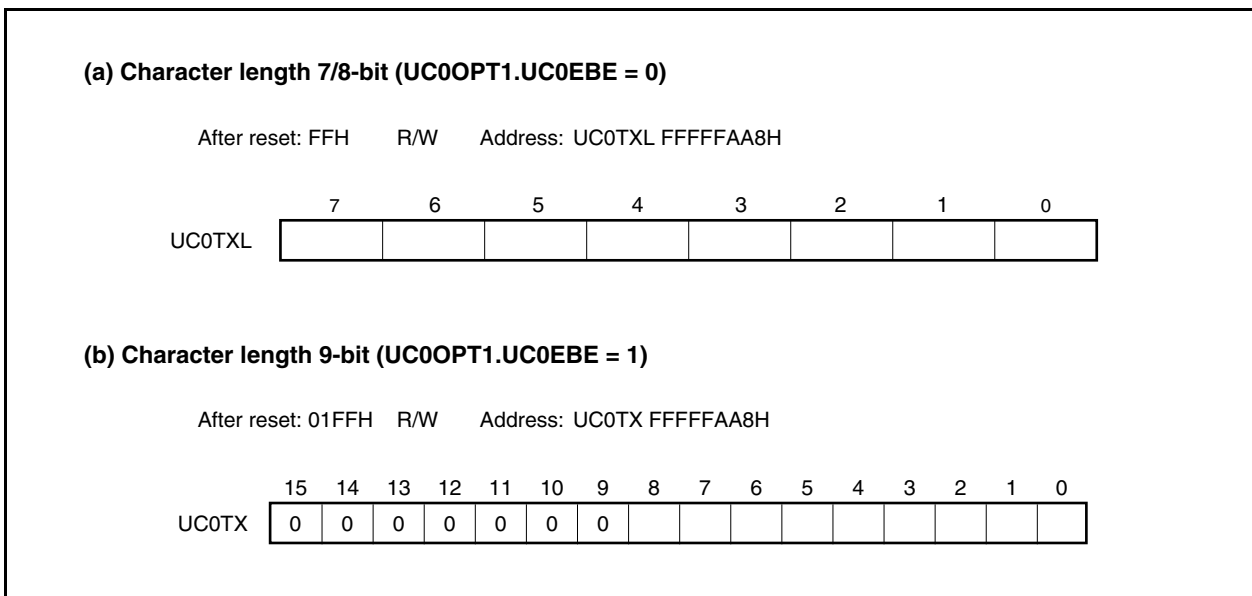 (a) Character length 7/8-bit (UC0OPT1.UC0EBE = 0)
After reset: FFH R/W Address: UC0TXL FFFFFAA8H
7 6 5 4 3 2 1 0
UC0TXL
(b) Character length 9-bit (UC0OPT1.UC0EBE = 1)
After reset: 01FFH R/W Address: UC0TX FFFFFAA8H
15 14 13 12 11 10 9 8 7 6 5 4 3 2 1 0
UC0TX 0 0 0 0 0 0 0